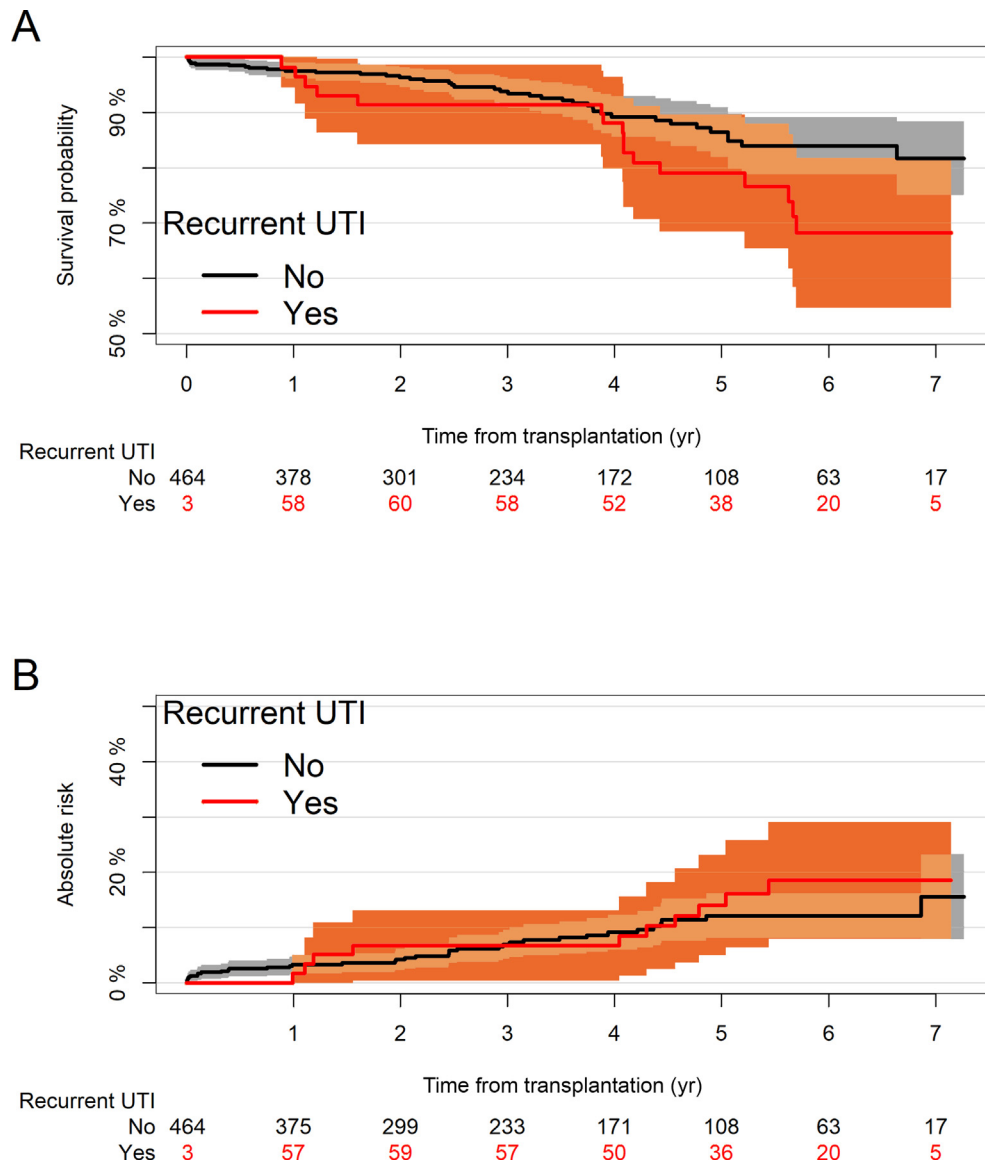 A
Survival probability
90 %
70 %
50 %
Recurrent UTI
No
Yes
0 1 2 3 4 5 6 7
Time from transplantation (yr)
Recurrent UTI
No 464 378 301 234 172 108 63 17
Yes 3 58 60 58 52 38 20 5
B
Absolute risk
40 %
20 %
0 %
Recurrent UTI
No
Yes
1 2 3 4 5 6 7
Time from transplantation (yr)
Recurrent UTI
No 464 375 299 233 171 108 63 17
Yes 3 57 59 57 50 36 20 5